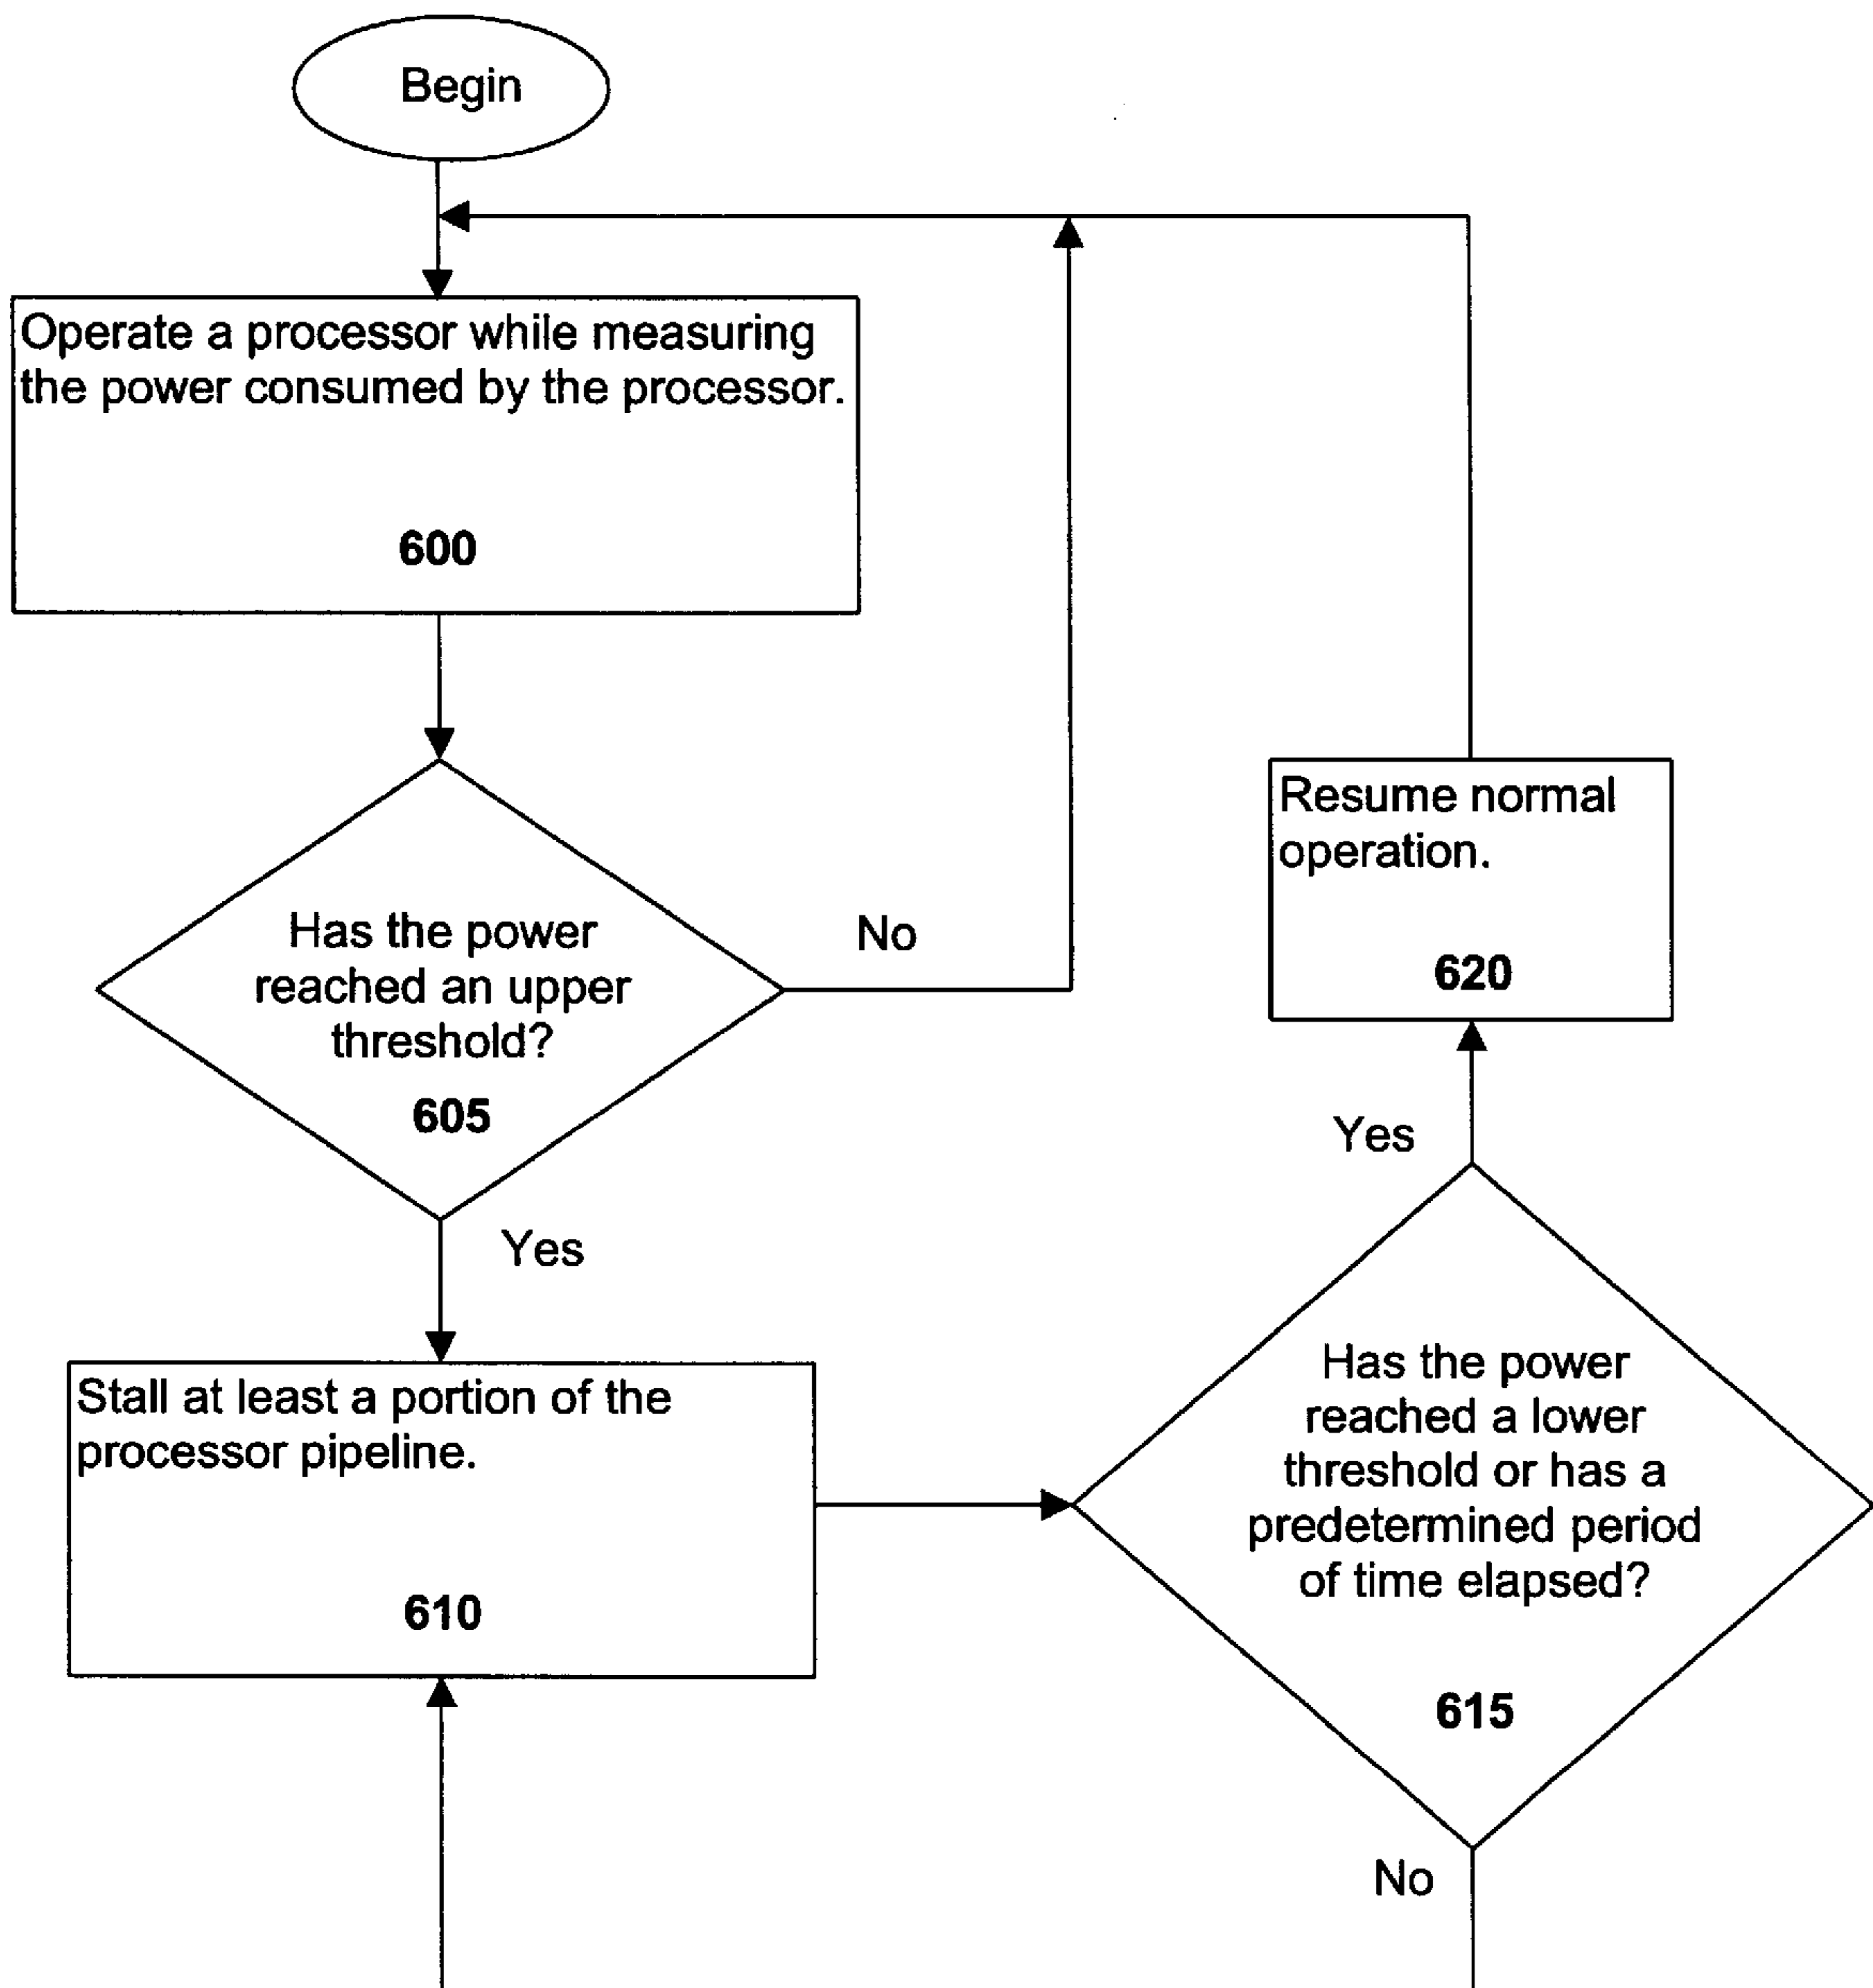 Begin
Operate a processor while measuring
the power consumed by the processor.
600
Has the power
reached an upper
threshold?
605
No
Yes
Stall at least a portion of the
processor pipeline.
610
Has the power
reached a lower
threshold or has a
predetermined period
of time elapsed?
615
Yes
No
Resume normal
operation.
620